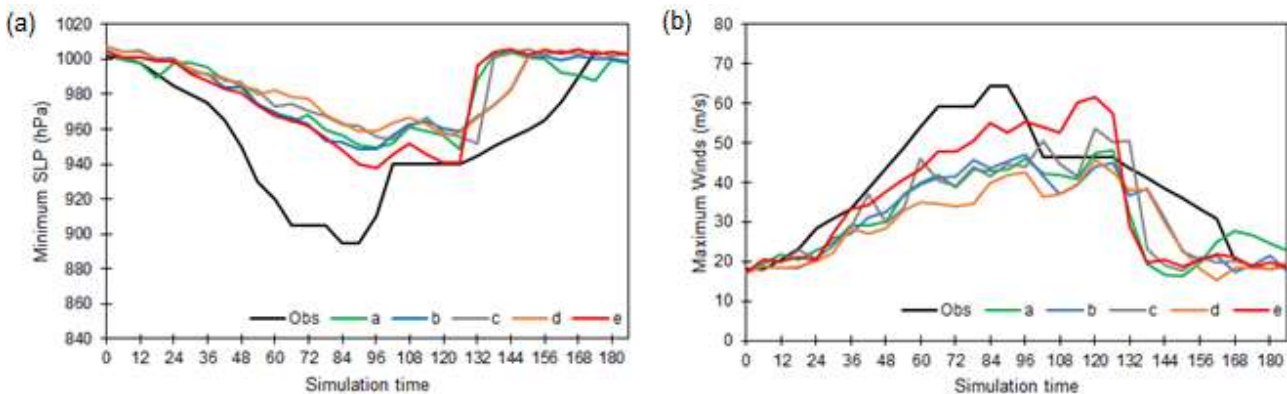 (a)
1020
1000
980
960
940
920
900
880
860
840
Minimum SLP (hPa)
Obs a b c d e
0 12 24 36 48 60 72 84 96 108 120 132 144 156 168 180
Simulation time
(b)
80
70
60
50
40
30
20
10
0
Maximum Winds (m/s)
Obs a b c d e
0 12 24 36 48 60 72 84 96 108 120 132 144 156 168 180
Simulation time